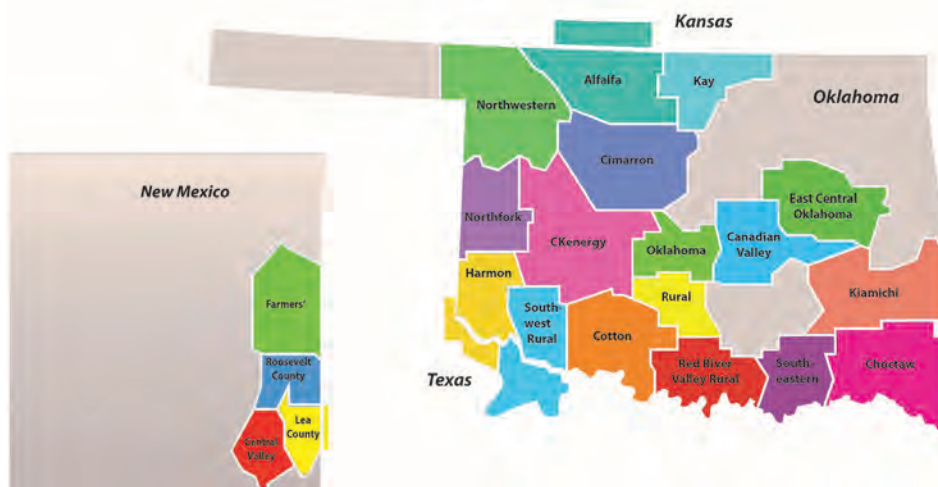 Kansas
Alfalfa
Kay
Northwestern
Oklahoma
Cimarron
New Mexico
East Central
Oklahoma
Northfork
CKenergy
Oklahoma
Canadian
Valley
Harmon
Rural
Kiamichi
Farmers'
South-
west
Rural
Cotton
Roosevelt
County
Texas
Red River
Valley Rural
South-
eastern
Choctaw
Lea
County
Central
Valley